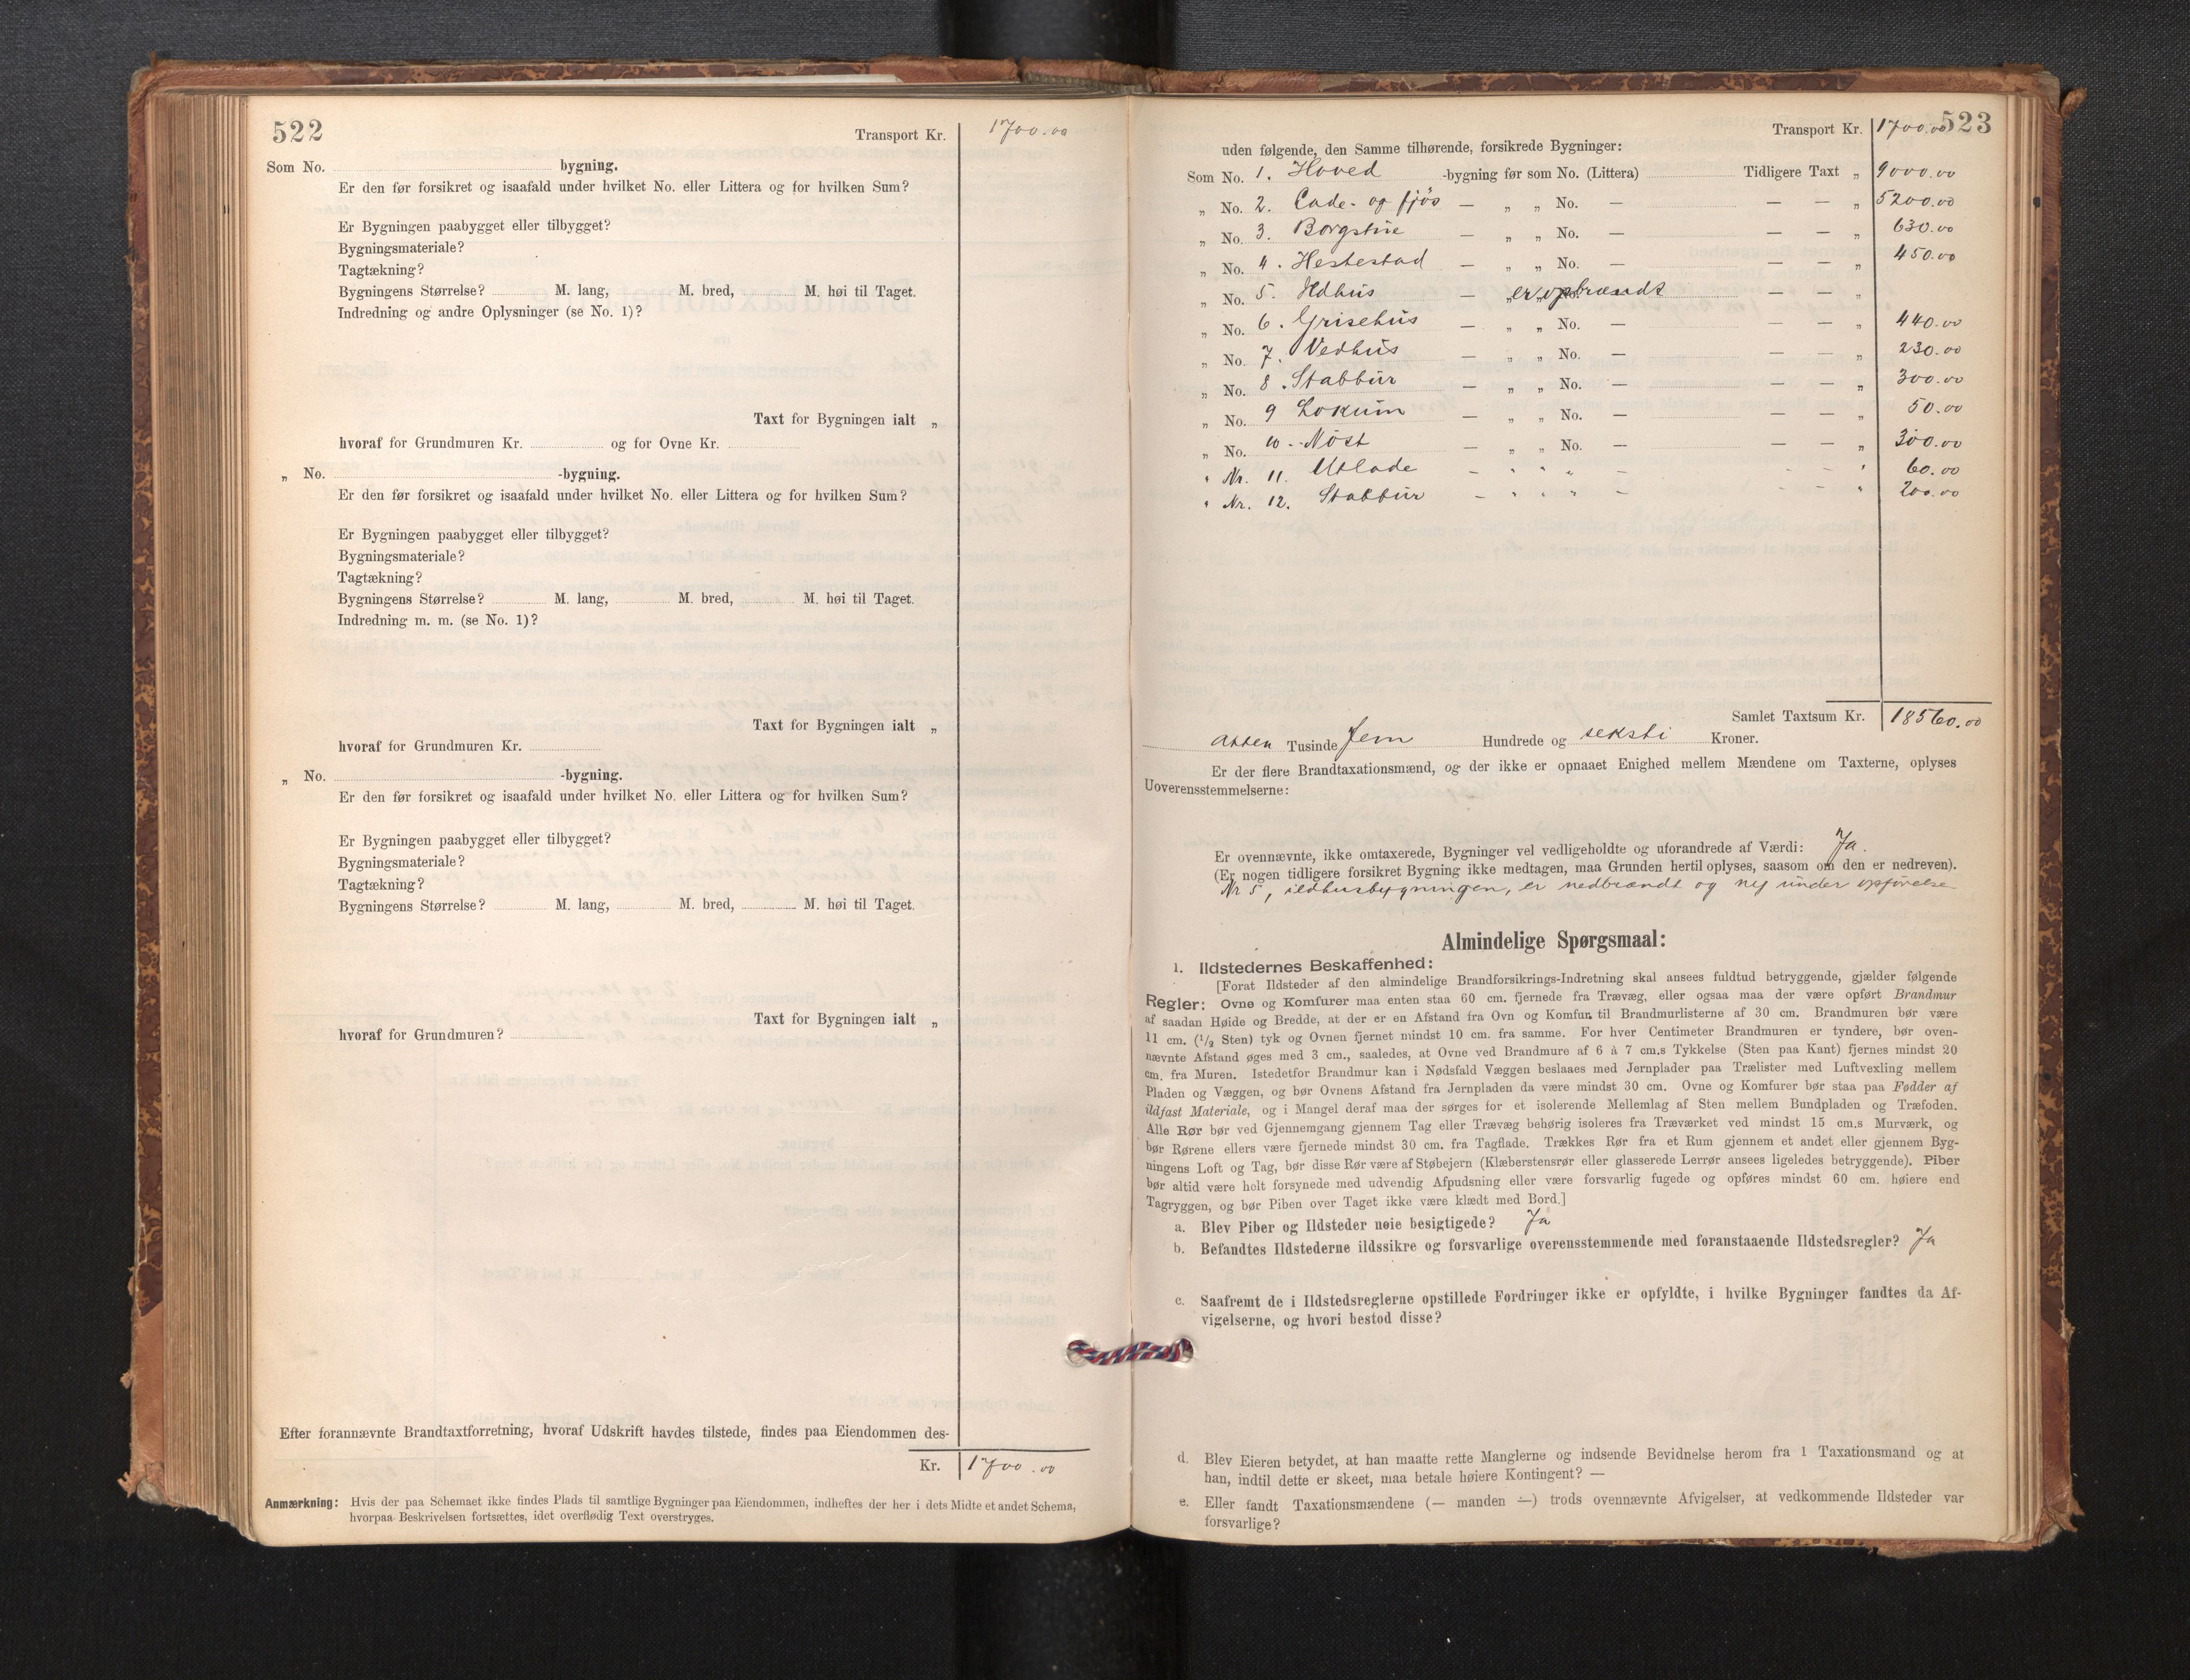 522
Transport Kr. 1700.00
Som No. bygning.
Er den før forsikret og isaafald under hvilket No. eller Littera og for hvilken Sum?
Er Bygningen paabygget eller tilbygget?
Bygningsmateriale?
Tagtækning?
Bygningens Størrelse? M. lang, M. bred, M. høi til Taget.
Indredning og andre Oplysninger (se No. 1)?
Taxt for Bygningen ialt „
hvoraf for Grundmuren Kr. og for Ovne Kr.
„ No. -bygning.
Er den før forsikret og isaafald under hvilket No. eller Littera og for hvilken Sum?
Er Bygningen paabygget eller tilbygget?
Bygningsmateriale?
Tagtækning?
Bygningens Størrelse? M. lang, M. bred, M. høi til Taget.
Indredning m. m. (se No. 1)?
Taxt for Bygningen ialt „
hvoraf for Grundmuren Kr.
„ No. -bygning.
Er den før forsikret og isaafald under hvilket No. eller Littera og for hvilken Sum?
Er Bygningen paabygget eller tilbygget?
Bygningsmateriale?
Tagtækning?
Bygningens Størrelse? M. lang, M. bred, M. høi til Taget.
Taxt for Bygningen ialt „
hvoraf for Grundmuren?
Efter forannævnte Brandtaxtforretning, hvoraf Udskrift havdes tilstede, findes paa Eiendommen des-
Kr. 1700.00
Anmærkning: Hvis der paa Schemaet ikke findes Plads til samtlige Bygninger paa Eiendommen, indheftes der her i dets Midte et andet Schema,
hvorpaa Beskrivelsen fortsættes, idet overflødig Text overstryges.
523
Transport Kr. 1700.00
uden følgende, den Samme tilhørende, forsikrede Bygninger:
Som No. 1. Hoved -bygning før som No. (Littera) Tidligere Taxt „ 9000.00
„ No. 2. Lade- og fjös — „ „ No. — — — „ 5200.00
„ No. 3. Borgstue — „ „ No. — — — „ 630.00
„ No. 4. Hestestad — „ „ No. — — — „ 450.00
„ No. 5. Ildhus — „ „ No. er opbrændt — — „
„ No. 6. Grisehus — „ „ No. — — — „ 440.00
„ No. 7. Vedhus — „ „ No. — — — „ 230.00
„ No. 8. Stabbur — „ „ No. — — — „ 300.00
„ No. 9 Lokum — „ „ No. — — — „ 50.00
„ No. 10. Nöst — „ „ No. — — — „ 300.00
" Nr. 11. Utlade — " " " — — — " 60.00
" Nr. 12. Stabbur — " " " — — — " 200.00
Samlet Taxtsum Kr. 18560.00
atten Tusinde fem Hundrede og seksti Kroner.
Er der flere Brandtaxationsmænd, og der ikke er opnaaet Enighed mellem Mændene om Taxterne, oplyses
Uoverensstemmelserne:
Er ovennævnte, ikke omtaxerede, Bygninger vel vedligeholdte og uforandrede af Værdi: Ja.
(Er nogen tidligere forsikret Bygning ikke medtagen, maa Grunden hertil oplyses, saasom om den er nedreven).
Nr 5, ildhusbygningen, er nedbrændt og ny under opförelse
Almindelige Spørgsmaal:
1. Ildstedernes Beskaffenhed:
[Forat Ildsteder af den almindelige Brandforsikrings-Indretning skal ansees fuldtud betryggende, gjælder følgende
Regler: Ovne og Komfurer maa enten staa 60 cm. fjernede fra Trævæg, eller ogsaa maa der være opført Brandmur
af saadan Høide og Bredde, at der er en Afstand fra Ovn og Komfur til Brandmurlisterne af 30 cm. Brandmuren bør være
11 cm. (1/2 Sten) tyk og Ovnen fjernet mindst 10 cm. fra samme. For hver Centimeter Brandmuren er tyndere, bør oven-
nævnte Afstand øges med 3 cm., saaledes, at Ovne ved Brandmure af 6 à 7 cm.s Tykkelse (Sten paa Kant) fjernes mindst 20
cm. fra Muren. Istedetfor Brandmur kan i Nødsfald Væggen beslaaes med Jernplader paa Trælister med Luftvexling mellem
Pladen og Væggen, og bør Ovnens Afstand fra Jernpladen da være mindst 30 cm. Ovne og Komfurer bør staa paa Fødder af
ildfast Materiale, og i Mangel deraf maa der sørges for et isolerende Mellemlag af Sten mellem Bundpladen og Træfoden.
Alle Rør bør ved Gjennemgang gjennem Tag eller Trævæg behørig isoleres fra Træværket ved mindst 15 cm.s Murværk, og
bør Rørene ellers være fjernede mindst 30 cm. fra Tagflade. Trækkes Rør fra et Rum gjennem et andet eller gjennem Byg-
ningens Loft og Tag, bør disse Rør være af Støbejern (Klæberstensrør eller glasserede Lerrør ansees ligeledes betryggende). Piber
bør altid være helt forsynede med udvendig Afpudsning eller være forsvarlig fugede og opføres mindst 60 cm. høiere end
Tagryggen, og bør Piben over Taget ikke være klædt med Bord.]
a. Blev Piber og Ildsteder nøie besigtigede? Ja
b. Befandtes Ildstederne ildssikre og forsvarlige overensstemmende med foranstaaende Ildstedsregler? Ja
c. Saafremt de i Ildstedsreglerne opstillede Fordringer ikke er opfyldte, i hvilke Bygninger fandtes da Af-
vigelserne, og hvori bestod disse?
d. Blev Eieren betydet, at han maatte rette Manglerne og indsende Bevidnelse herom fra 1 Taxationsmand og at
han, indtil dette er skeet, maa betale høiere Kontingent? —
e. Eller fandt Taxationsmændene (— manden —) trods ovennævnte Afvigelser, at vedkommende Ildsteder var
forsvarlige?